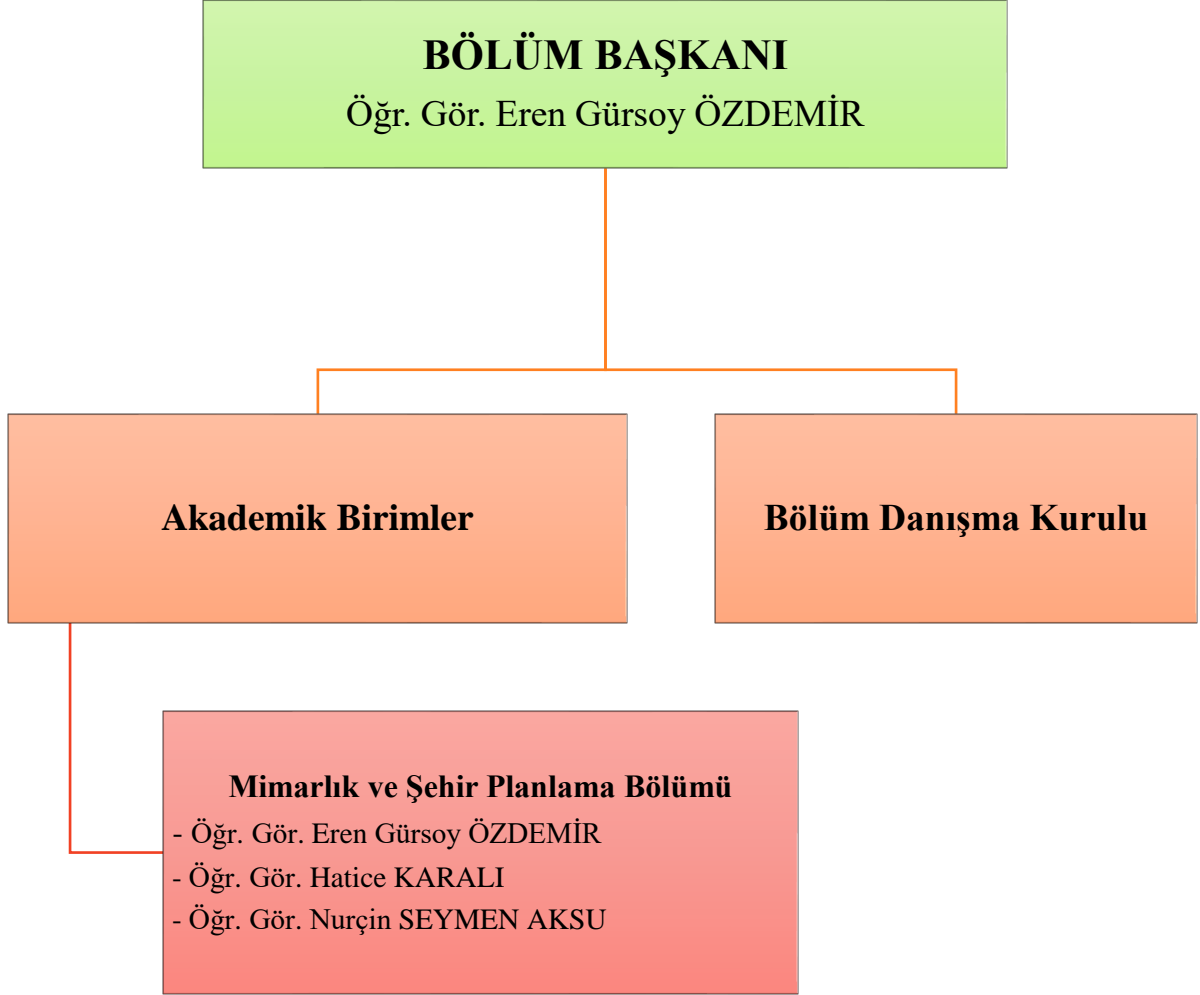 BÖLÜM BAŞKANI
Öğr. Gör. Eren Gürsoy ÖZDEMİR
Akademik Birimler
Bölüm Danışma Kurulu
Mimarlık ve Şehir Planlama Bölümü
- Öğr. Gör. Eren Gürsoy ÖZDEMİR
- Öğr. Gör. Hatice KARALI
- Öğr. Gör. Nurçin SEYMEN AKSU